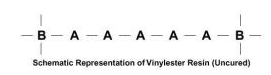 B — A — A — A — A — A — B
Schematic Representation of Vinylester Resin (Uncured)